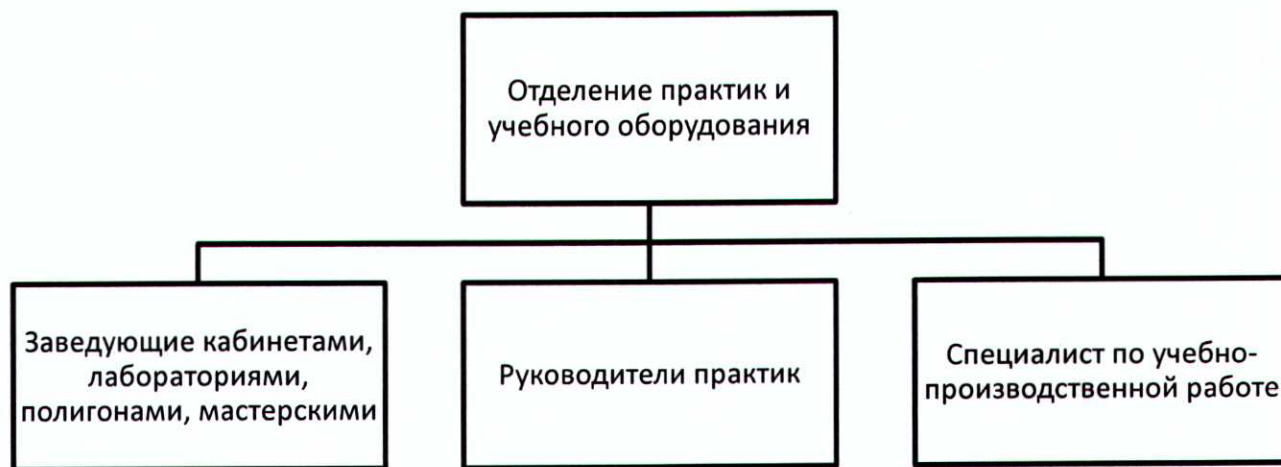 Отделение практик и
учебного оборудования
Заведующие кабинетами,
лабораториями,
полигонами, мастерскими
Руководители практик
Специалист по учебно-
производственной работе